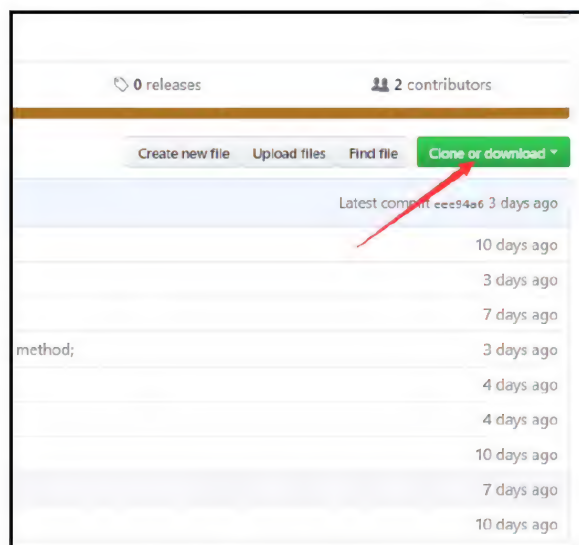 0 releases
2 contributors
Create new file Upload files Find file Clone or download
Latest commit eee94a6 3 days ago
10 days ago
3 days ago
7 days ago
method; 3 days ago
4 days ago
4 days ago
10 days ago
7 days ago
10 days ago